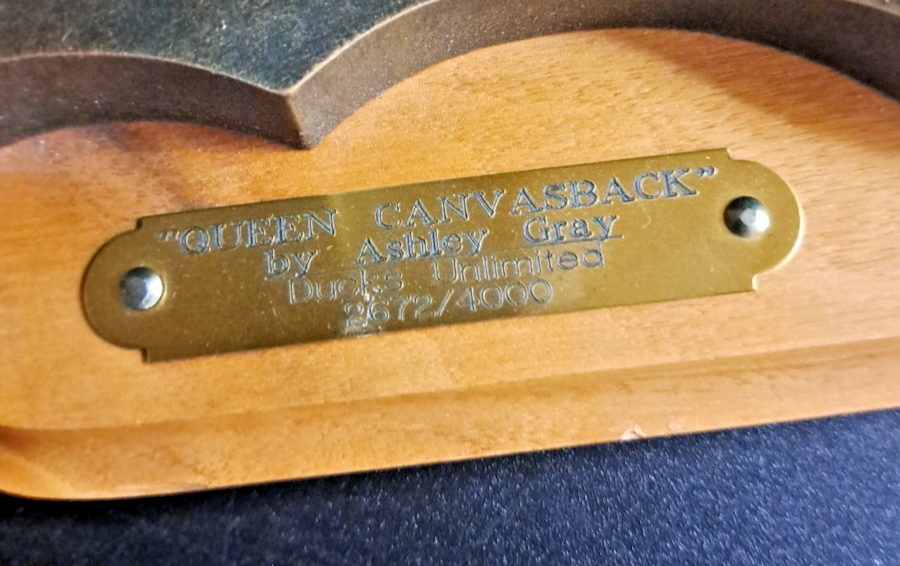 "QUEEN CANVASBACK"
by Ashley Gray
Ducks Unlimited
2672/4000